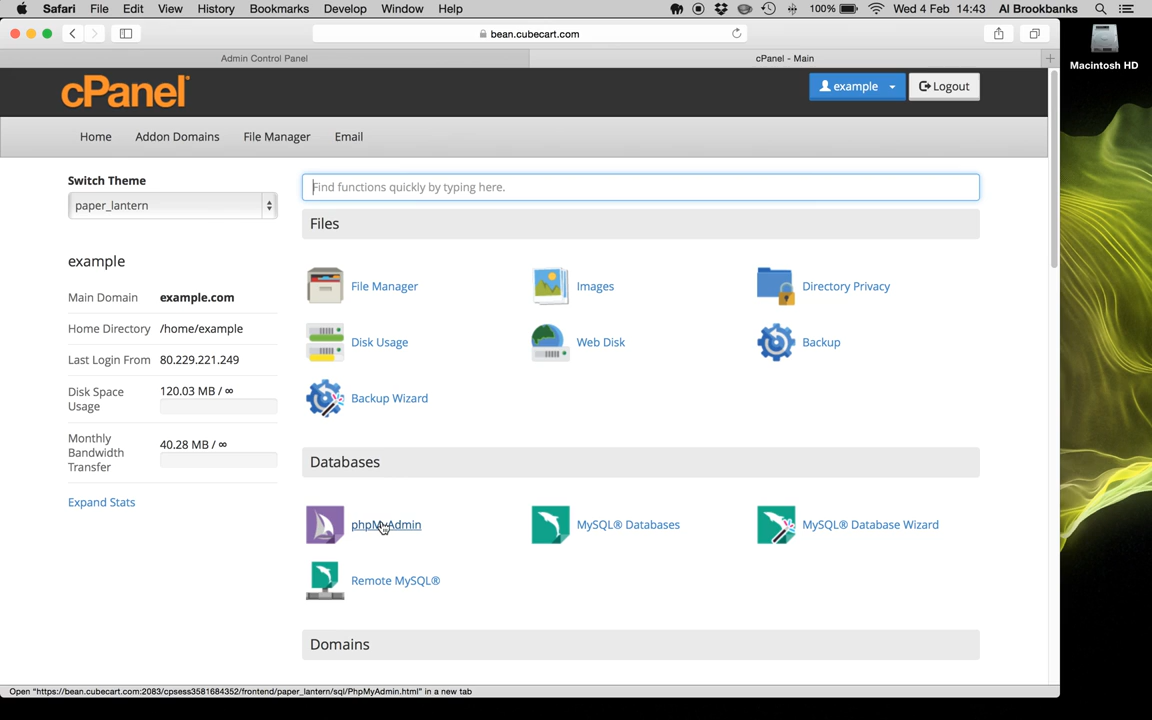 Safari File Edit View History Bookmarks Develop Window Help 100% Wed 4 Feb 14:43 Al Brookbanks
bean.cubecart.com
Admin Control Panel
cPanel - Main
Macintosh HD
cPanel
example
Logout
Home Addon Domains File Manager Email
Switch Theme
paper_lantern
Find functions quickly by typing here.
Files
example
Main Domain example.com
Home Directory /home/example
Last Login From 80.229.221.249
Disk Space Usage 120.03 MB / ∞
Monthly Bandwidth Transfer 40.28 MB / ∞
Expand Stats
File Manager
Images
Directory Privacy
Disk Usage
Web Disk
Backup
Backup Wizard
Databases
phpMyAdmin
MySQL® Databases
MySQL® Database Wizard
Remote MySQL®
Domains
Open "https://bean.cubecart.com:2083/cpsess3581684352/frontend/paper_lantern/sql/PhpMyAdmin.html" in a new tab